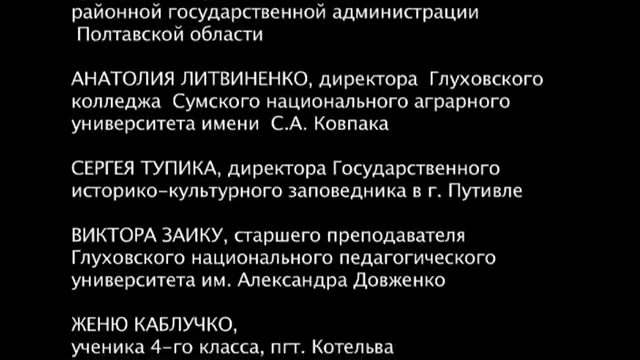 районной государственной администрации
Полтавской области
АНАТОЛИЯ ЛИТВИНЕНКО, директора Глуховского
колледжа Сумского национального аграрного
университета имени С.А. Ковпака
СЕРГЕЯ ТУПИКА, директора Государственного
историко-культурного заповедника в г. Путивле
ВИКТОРА ЗАИКУ, старшего преподавателя
Глуховского национального педагогического
университета им. Александра Довженко
ЖЕНЮ КАБЛУЧКО,
ученика 4-го класса, пгт. Котельва